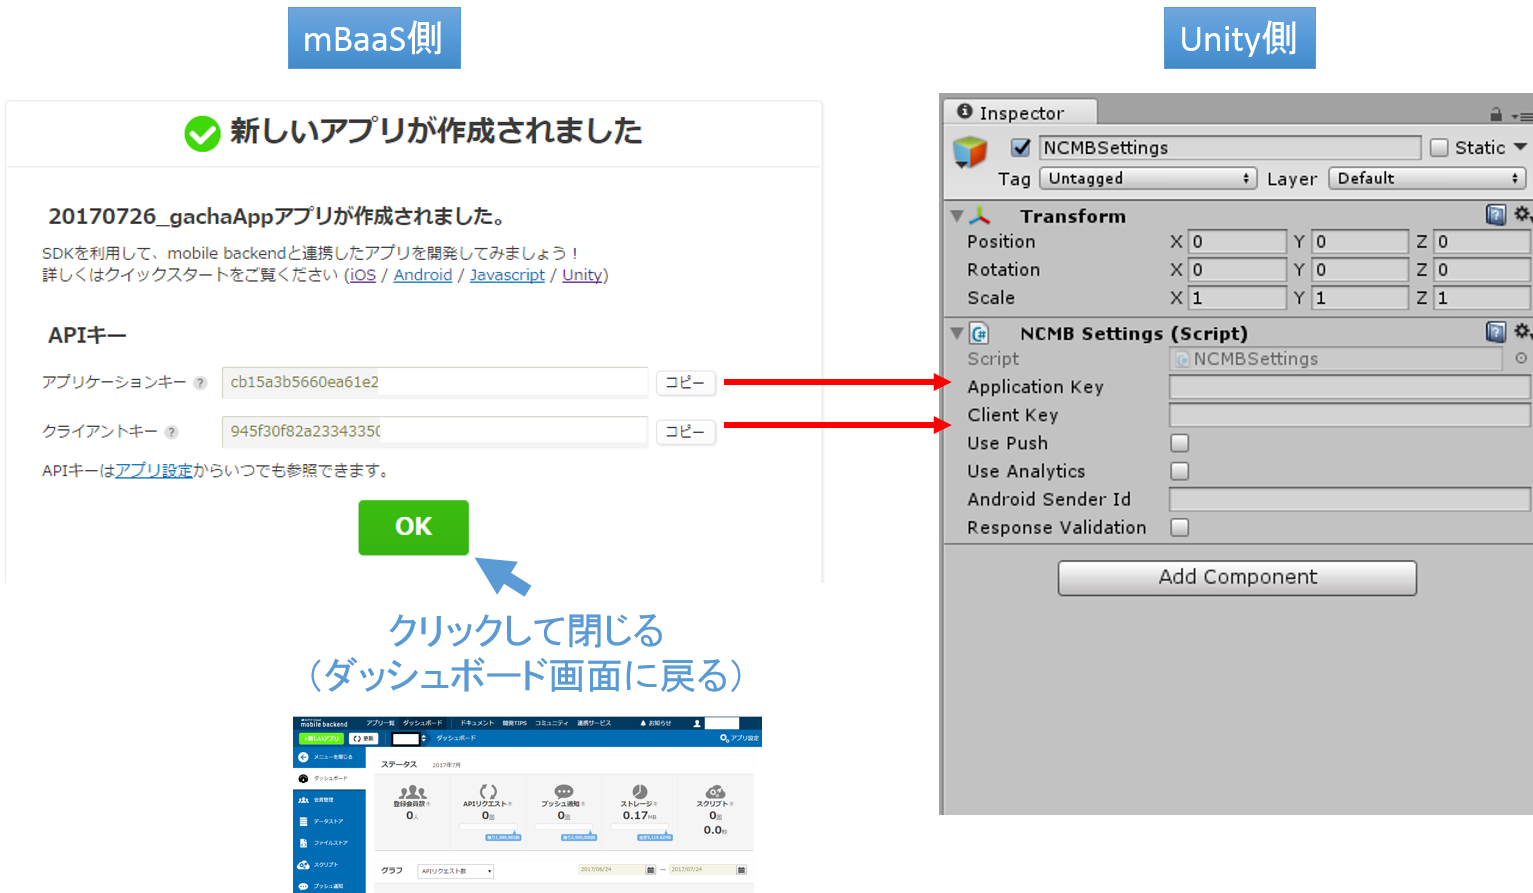 mBaaS側
Unity側
新しいアプリが作成されました
20170726_gachaAppアプリが作成されました。
SDKを利用して、mobile backendと連携したアプリを開発してみましょう！
詳しくはクイックスタートをご覧ください (iOS / Android / Javascript / Unity)
APIキー
アプリケーションキー ? cb15a3b5660ea61e2 コピー
クライアントキー ? 945f30f82a23343350 コピー
APIキーはアプリ設定からいつでも参照できます。
OK
クリックして閉じる
（ダッシュボード画面に戻る）
Inspector
NCMBSettings Static
Tag Untagged Layer Default
Transform
Position X 0 Y 0 Z 0
Rotation X 0 Y 0 Z 0
Scale X 1 Y 1 Z 1
NCMB Settings (Script)
Script NCMBSettings
Application Key
Client Key
Use Push
Use Analytics
Android Sender Id
Response Validation
Add Component
mobile backend アプリ一覧 ダッシュボード ドキュメント 開発TIPS コミュニティ 連携サービス お知らせ
+新しいアプリ 更新 ダッシュボード アプリ設定
メニューを閉じる
ダッシュボード
会員管理
データストア
ファイルストア
スクリプト
プッシュ通知
ステータス 2017年7月
登録会員数 APIリクエスト プッシュ通知 ストレージ スクリプト
0人 0回 0回 0.17MB 0回
0.0秒
グラフ APIリクエスト数 2017/06/24 — 2017/07/24